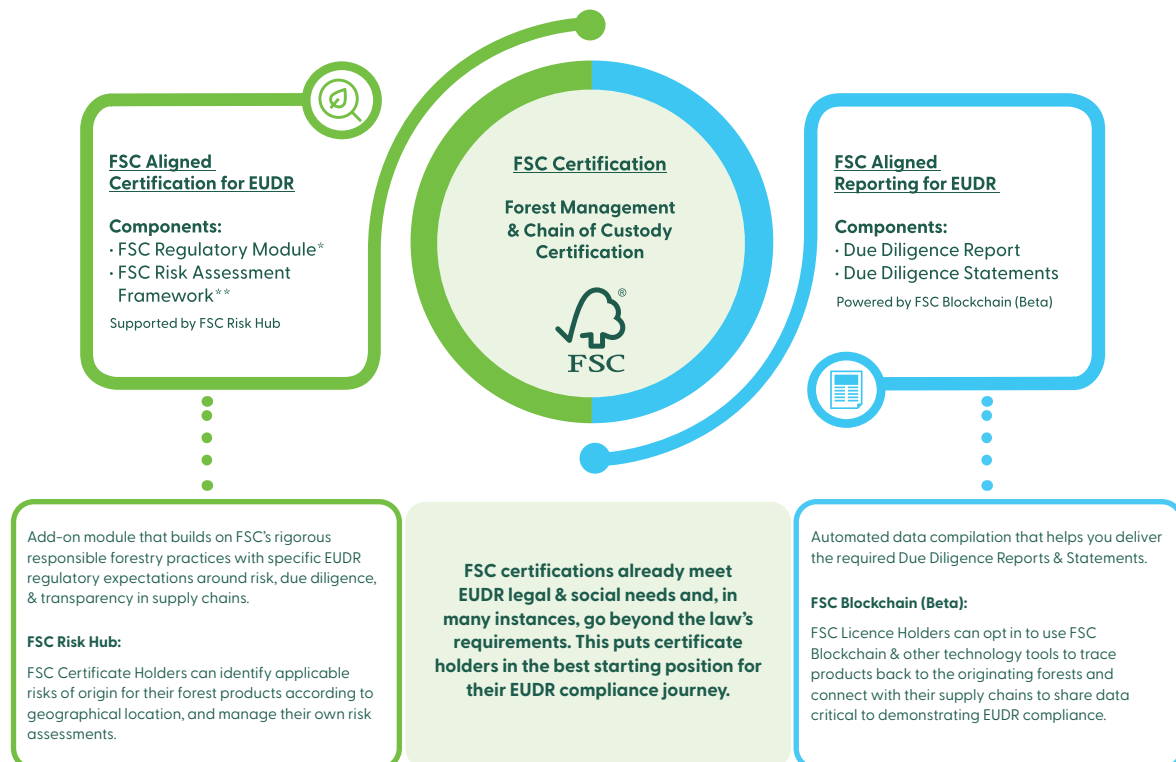 FSC Aligned
Certification for EUDR
Components:
· FSC Regulatory Module*
· FSC Risk Assessment
Framework**
Supported by FSC Risk Hub
FSC Certification
Forest Management
& Chain of Custody
Certification
®
FSC
FSC Aligned
Reporting for EUDR
Components:
· Due Diligence Report
· Due Diligence Statements
Powered by FSC Blockchain (Beta)
Add-on module that builds on FSC's rigorous
responsible forestry practices with specific EUDR
regulatory expectations around risk, due diligence,
& transparency in supply chains.
FSC Risk Hub:
FSC Certificate Holders can identify applicable
risks of origin for their forest products according to
geographical location, and manage their own risk
assessments.
FSC certifications already meet
EUDR legal & social needs and, in
many instances, go beyond the law's
requirements. This puts certificate
holders in the best starting position for
their EUDR compliance journey.
Automated data compilation that helps you deliver
the required Due Diligence Reports & Statements.
FSC Blockchain (Beta):
FSC Licence Holders can opt in to use FSC
Blockchain & other technology tools to trace
products back to the originating forests and
connect with their supply chains to share data
critical to demonstrating EUDR compliance.